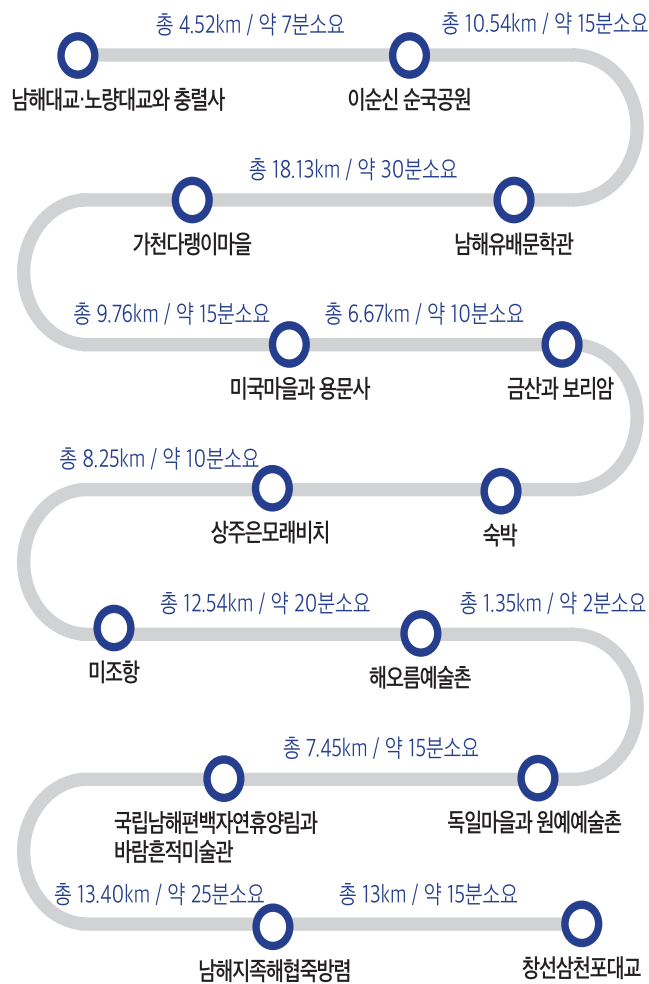 총 4.52km / 약 7분소요
총 10.54km / 약 15분소요
남해대교·노량대교와 충렬사
이순신 순국공원
총 18.13km / 약 30분소요
가천다랭이마을
남해유배문학관
총 9.76km / 약 15분소요
총 6.67km / 약 10분소요
미국마을과 용문사
금산과 보리암
총 8.25km / 약 10분소요
상주은모래비치
숙박
총 12.54km / 약 20분소요
총 1.35km / 약 2분소요
미조항
해오름예술촌
총 7.45km / 약 15분소요
국립남해편백자연휴양림과
바람흔적미술관
독일마을과 원예예술촌
총 13.40km / 약 25분소요
총 13km / 약 15분소요
남해지족해협죽방렴
창선삼천포대교